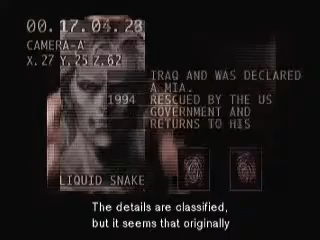 00.17.04.28
CAMERA-A
X.27 Y.25 Z.62
IRAQ AND WAS DECLARED
A MIA.
1994 RESCUED BY THE US
GOVERNMENT AND
RETURNS TO HIS
LIQUID SNAKE
The details are classified,
but it seems that originally